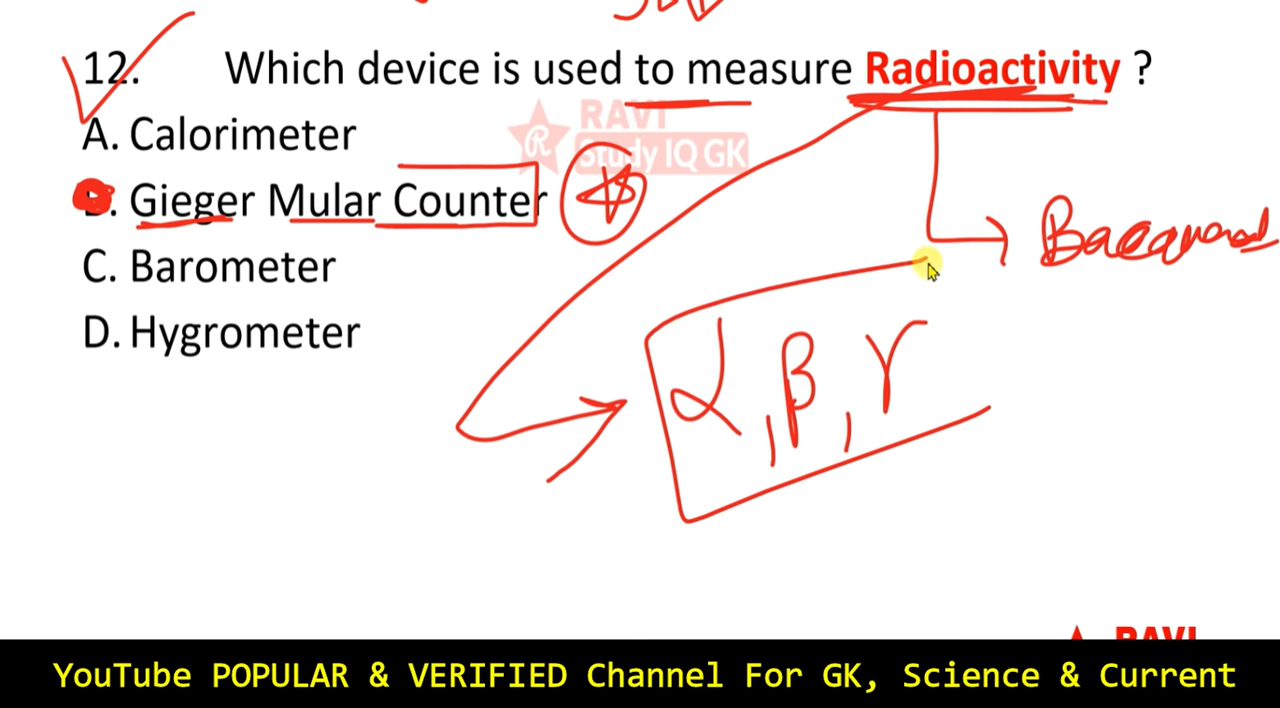 12. Which device is used to measure Radioactivity ?
RAVI
Study IQ GK
A. Calorimeter
B. Gieger Mular Counter
C. Barometer
D. Hygrometer
α, β, γ
RAVI
YouTube POPULAR & VERIFIED Channel For GK, Science & Current